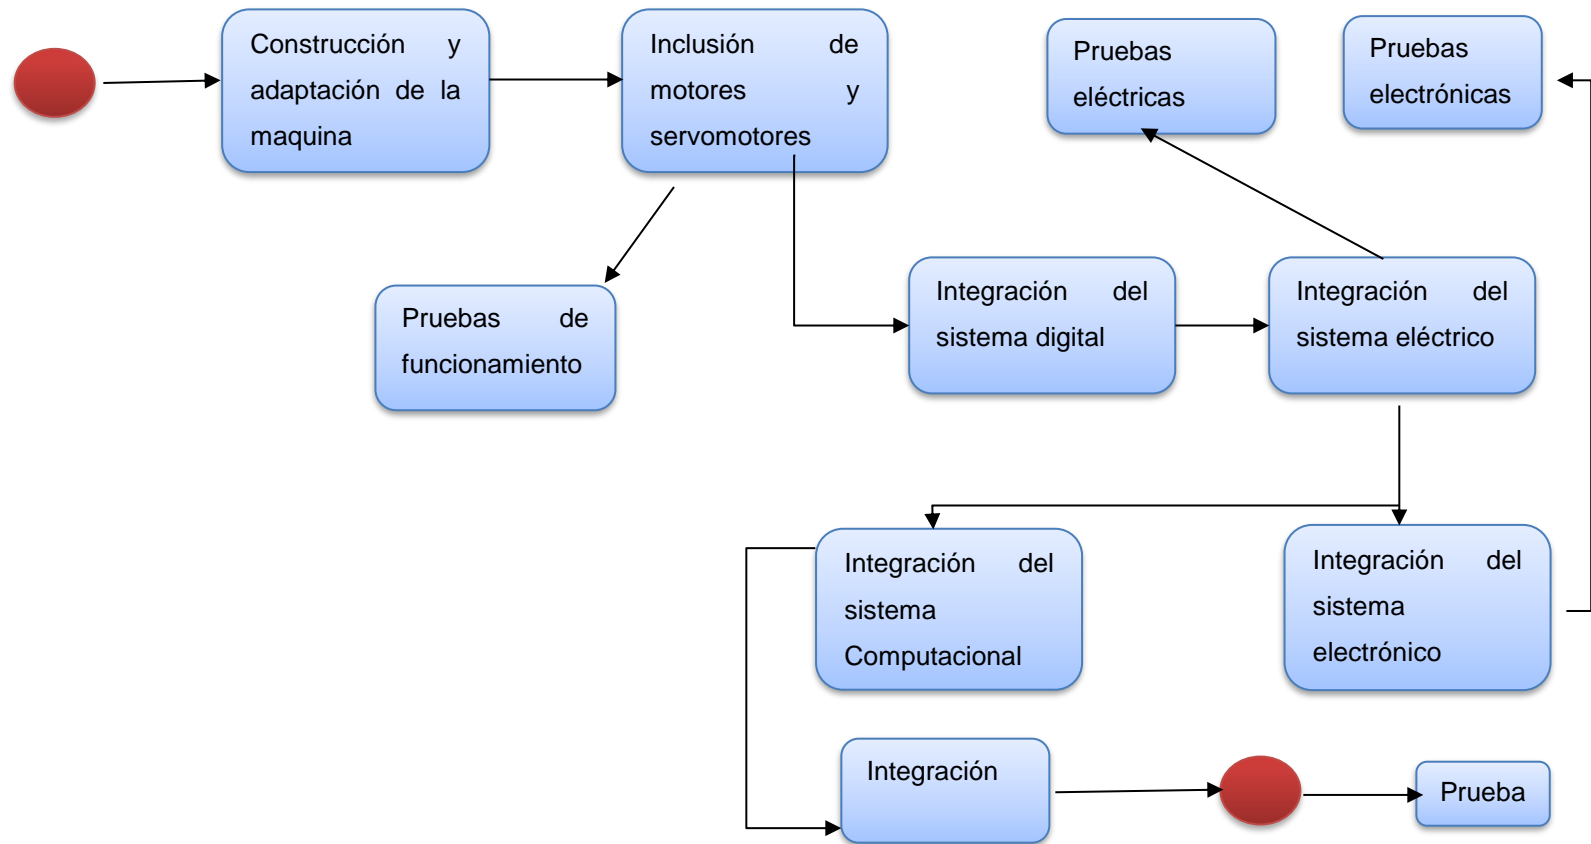 Construcción y
adaptación de la
maquina
Inclusión de
motores y
servomotores
Pruebas
eléctricas
Pruebas
electrónicas
Pruebas de
funcionamiento
Integración del
sistema digital
Integración del
sistema eléctrico
Integración del
sistema
Computacional
Integración del
sistema
electrónico
Integración
Prueba